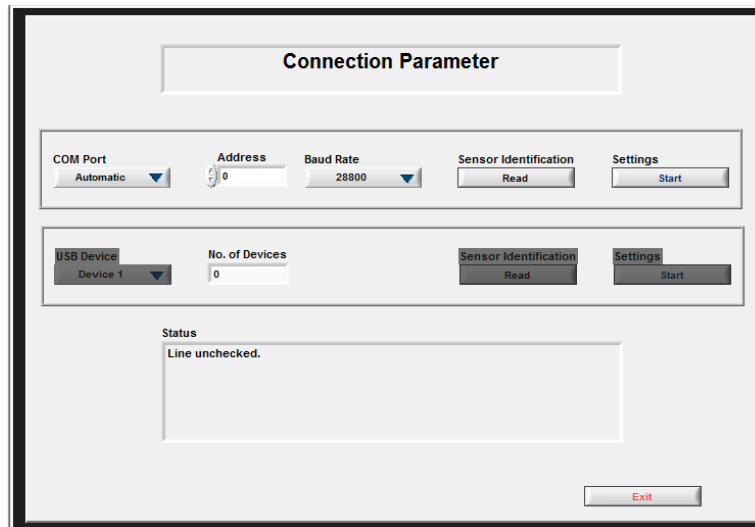 Connection Parameter
COM Port Address Baud Rate Sensor Identification Settings
Automatic 0 28800 Read Start
USB Device No. of Devices Sensor Identification Settings
Device 1 0 Read Start
Status
Line unchecked.
Exit